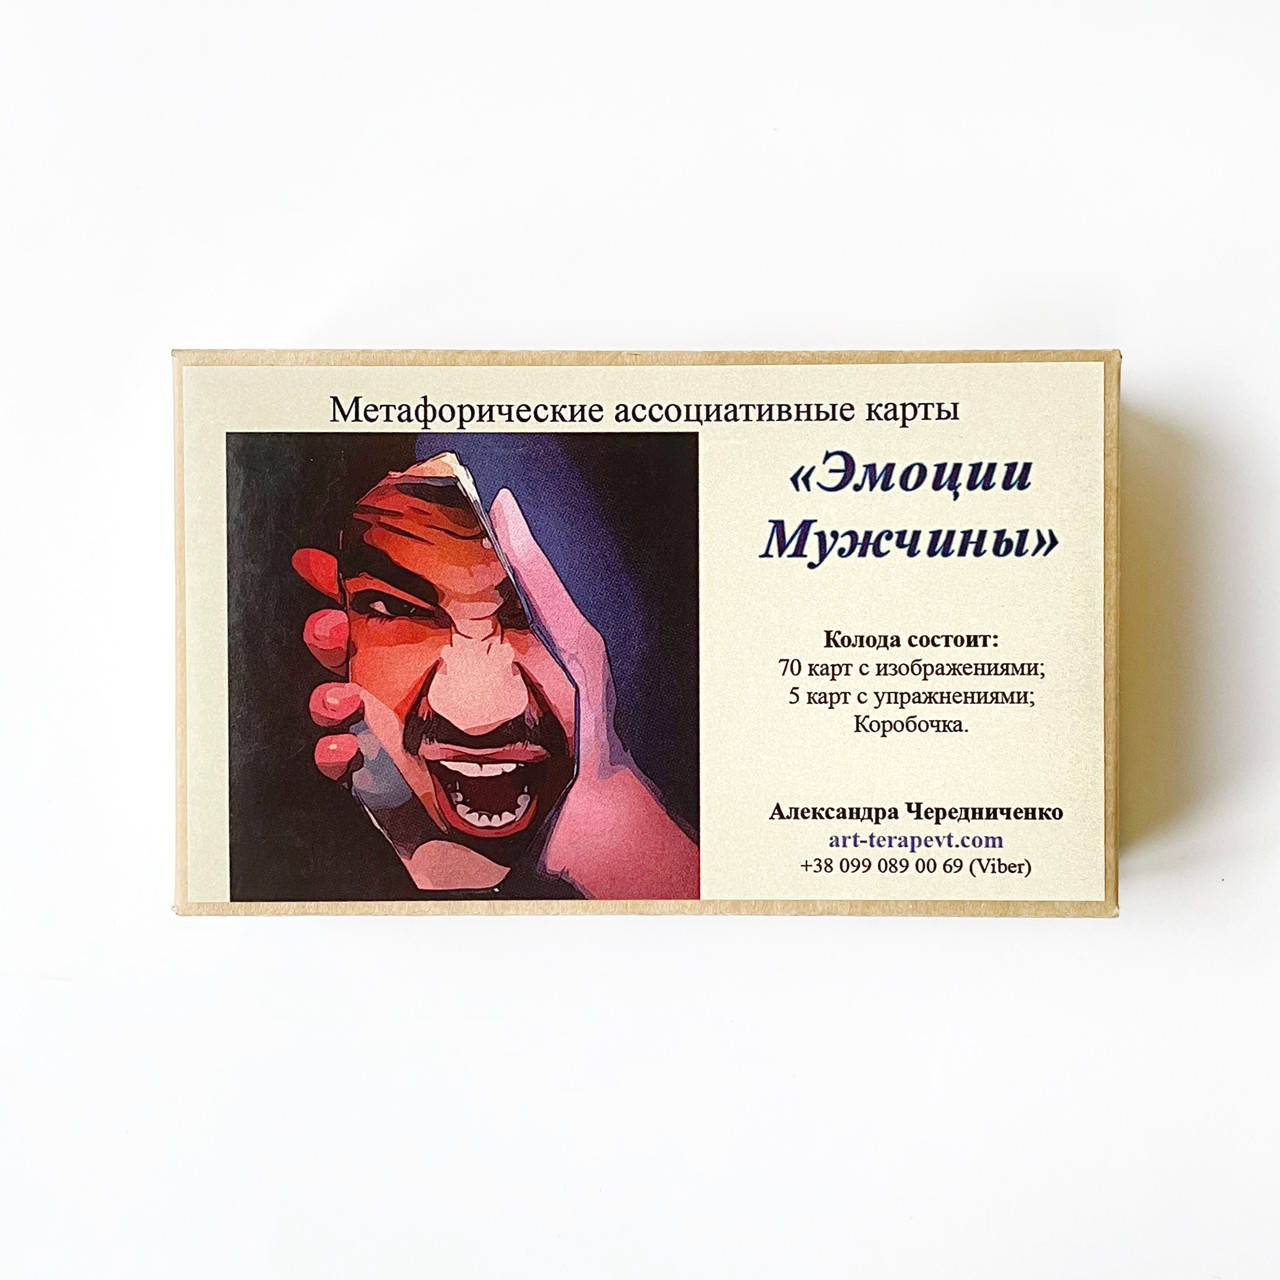 Метафорические ассоциативные карты
«Эмоции
Мужчины»
Колода состоит:
70 карт с изображениями;
5 карт с упражнениями;
Коробочка.
Александра Чередниченко
art-terapevt.com
+38 099 089 00 69 (Viber)